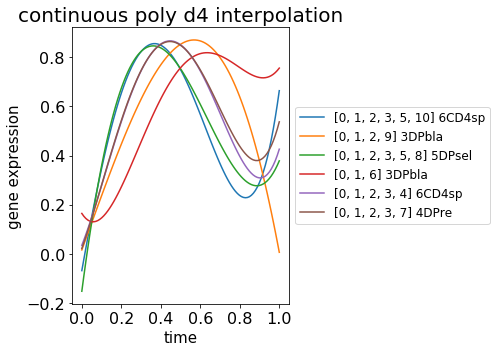 continuous poly d4 interpolation
gene expression
0.8
0.6
0.4
0.2
0.0
−0.2
0.0 0.2 0.4 0.6 0.8 1.0
time
[0, 1, 2, 3, 5, 10] 6CD4sp
[0, 1, 2, 9] 3DPbla
[0, 1, 2, 3, 5, 8] 5DPsel
[0, 1, 6] 3DPbla
[0, 1, 2, 3, 4] 6CD4sp
[0, 1, 2, 3, 7] 4DPre